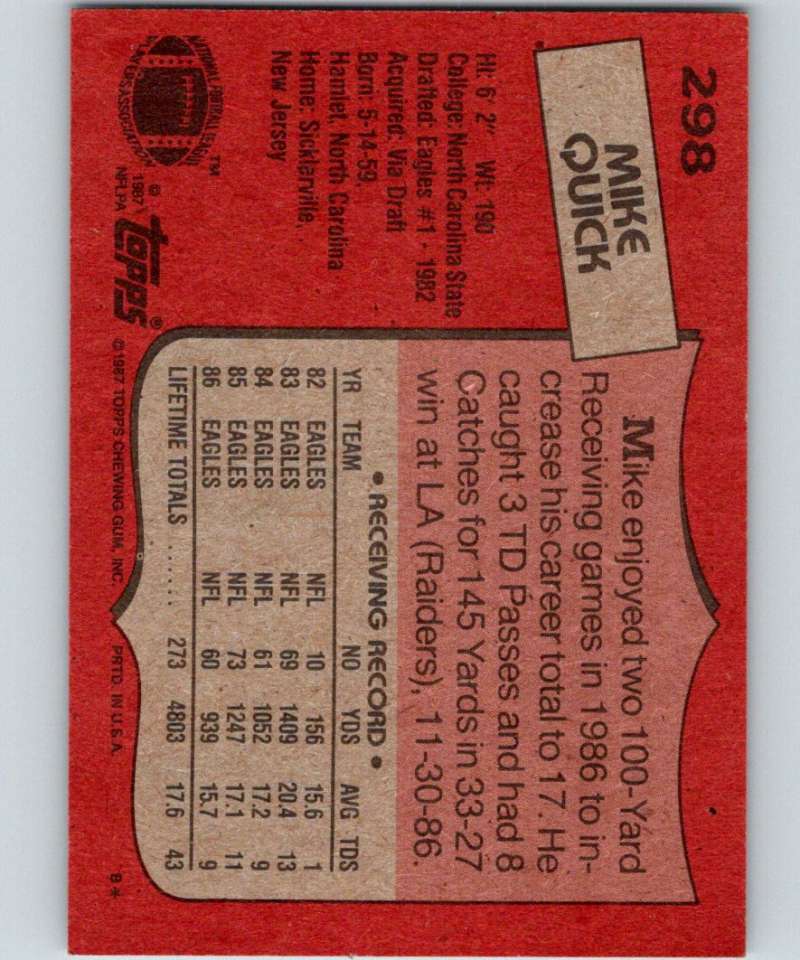 298
MIKE
QUICK
Ht: 6' 2" Wt: 190
College: North Carolina State
Drafted: Eagles #1 - 1982
Acquired: Via Draft
Born: 5-14-59,
Hamlet, North Carolina
Home: Sicklerville,
New Jersey
NATIONAL FOOTBALL LEAGUE
PLAYERS ASSOCIATION
TM
© 1987
NFLPA
topps®
Mike enjoyed two 100-Yard
Receiving games in 1986 to in-
crease his career total to 17. He
caught 3 TD Passes and had 8
Catches for 145 Yards in 33-27
win at LA (Raiders), 11-30-86.
• RECEIVING RECORD •
YR TEAM NO YDS AVG TDS
82 EAGLES NFL 10 156 15.6 1
83 EAGLES NFL 69 1409 20.4 13
84 EAGLES NFL 61 1052 17.2 9
85 EAGLES NFL 73 1247 17.1 11
86 EAGLES NFL 60 939 15.7 9
LIFETIME TOTALS ...... 273 4803 17.6 43
©1987 TOPPS CHEWING GUM, INC. PRTD. IN U.S.A. B*